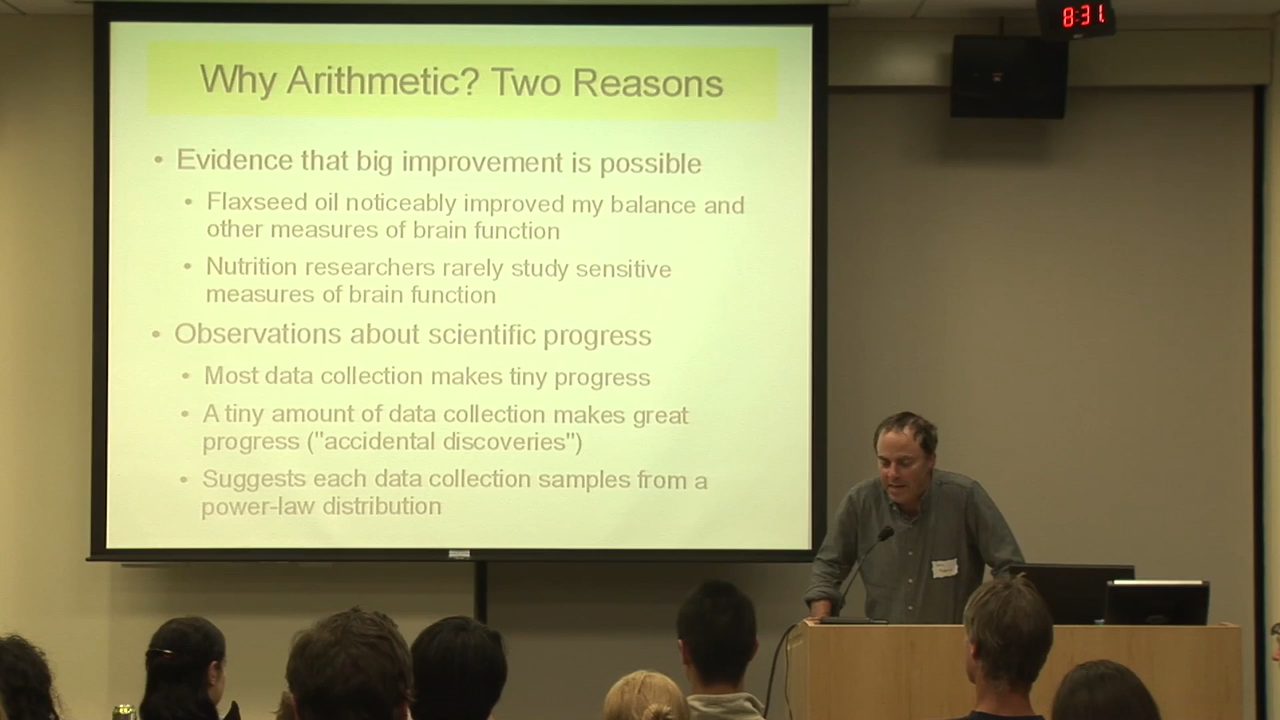 8:31
Why Arithmetic? Two Reasons
• Evidence that big improvement is possible
• Flaxseed oil noticeably improved my balance and
other measures of brain function
• Nutrition researchers rarely study sensitive
measures of brain function
• Observations about scientific progress
• Most data collection makes tiny progress
• A tiny amount of data collection makes great
progress ("accidental discoveries")
• Suggests each data collection samples from a
power-law distribution